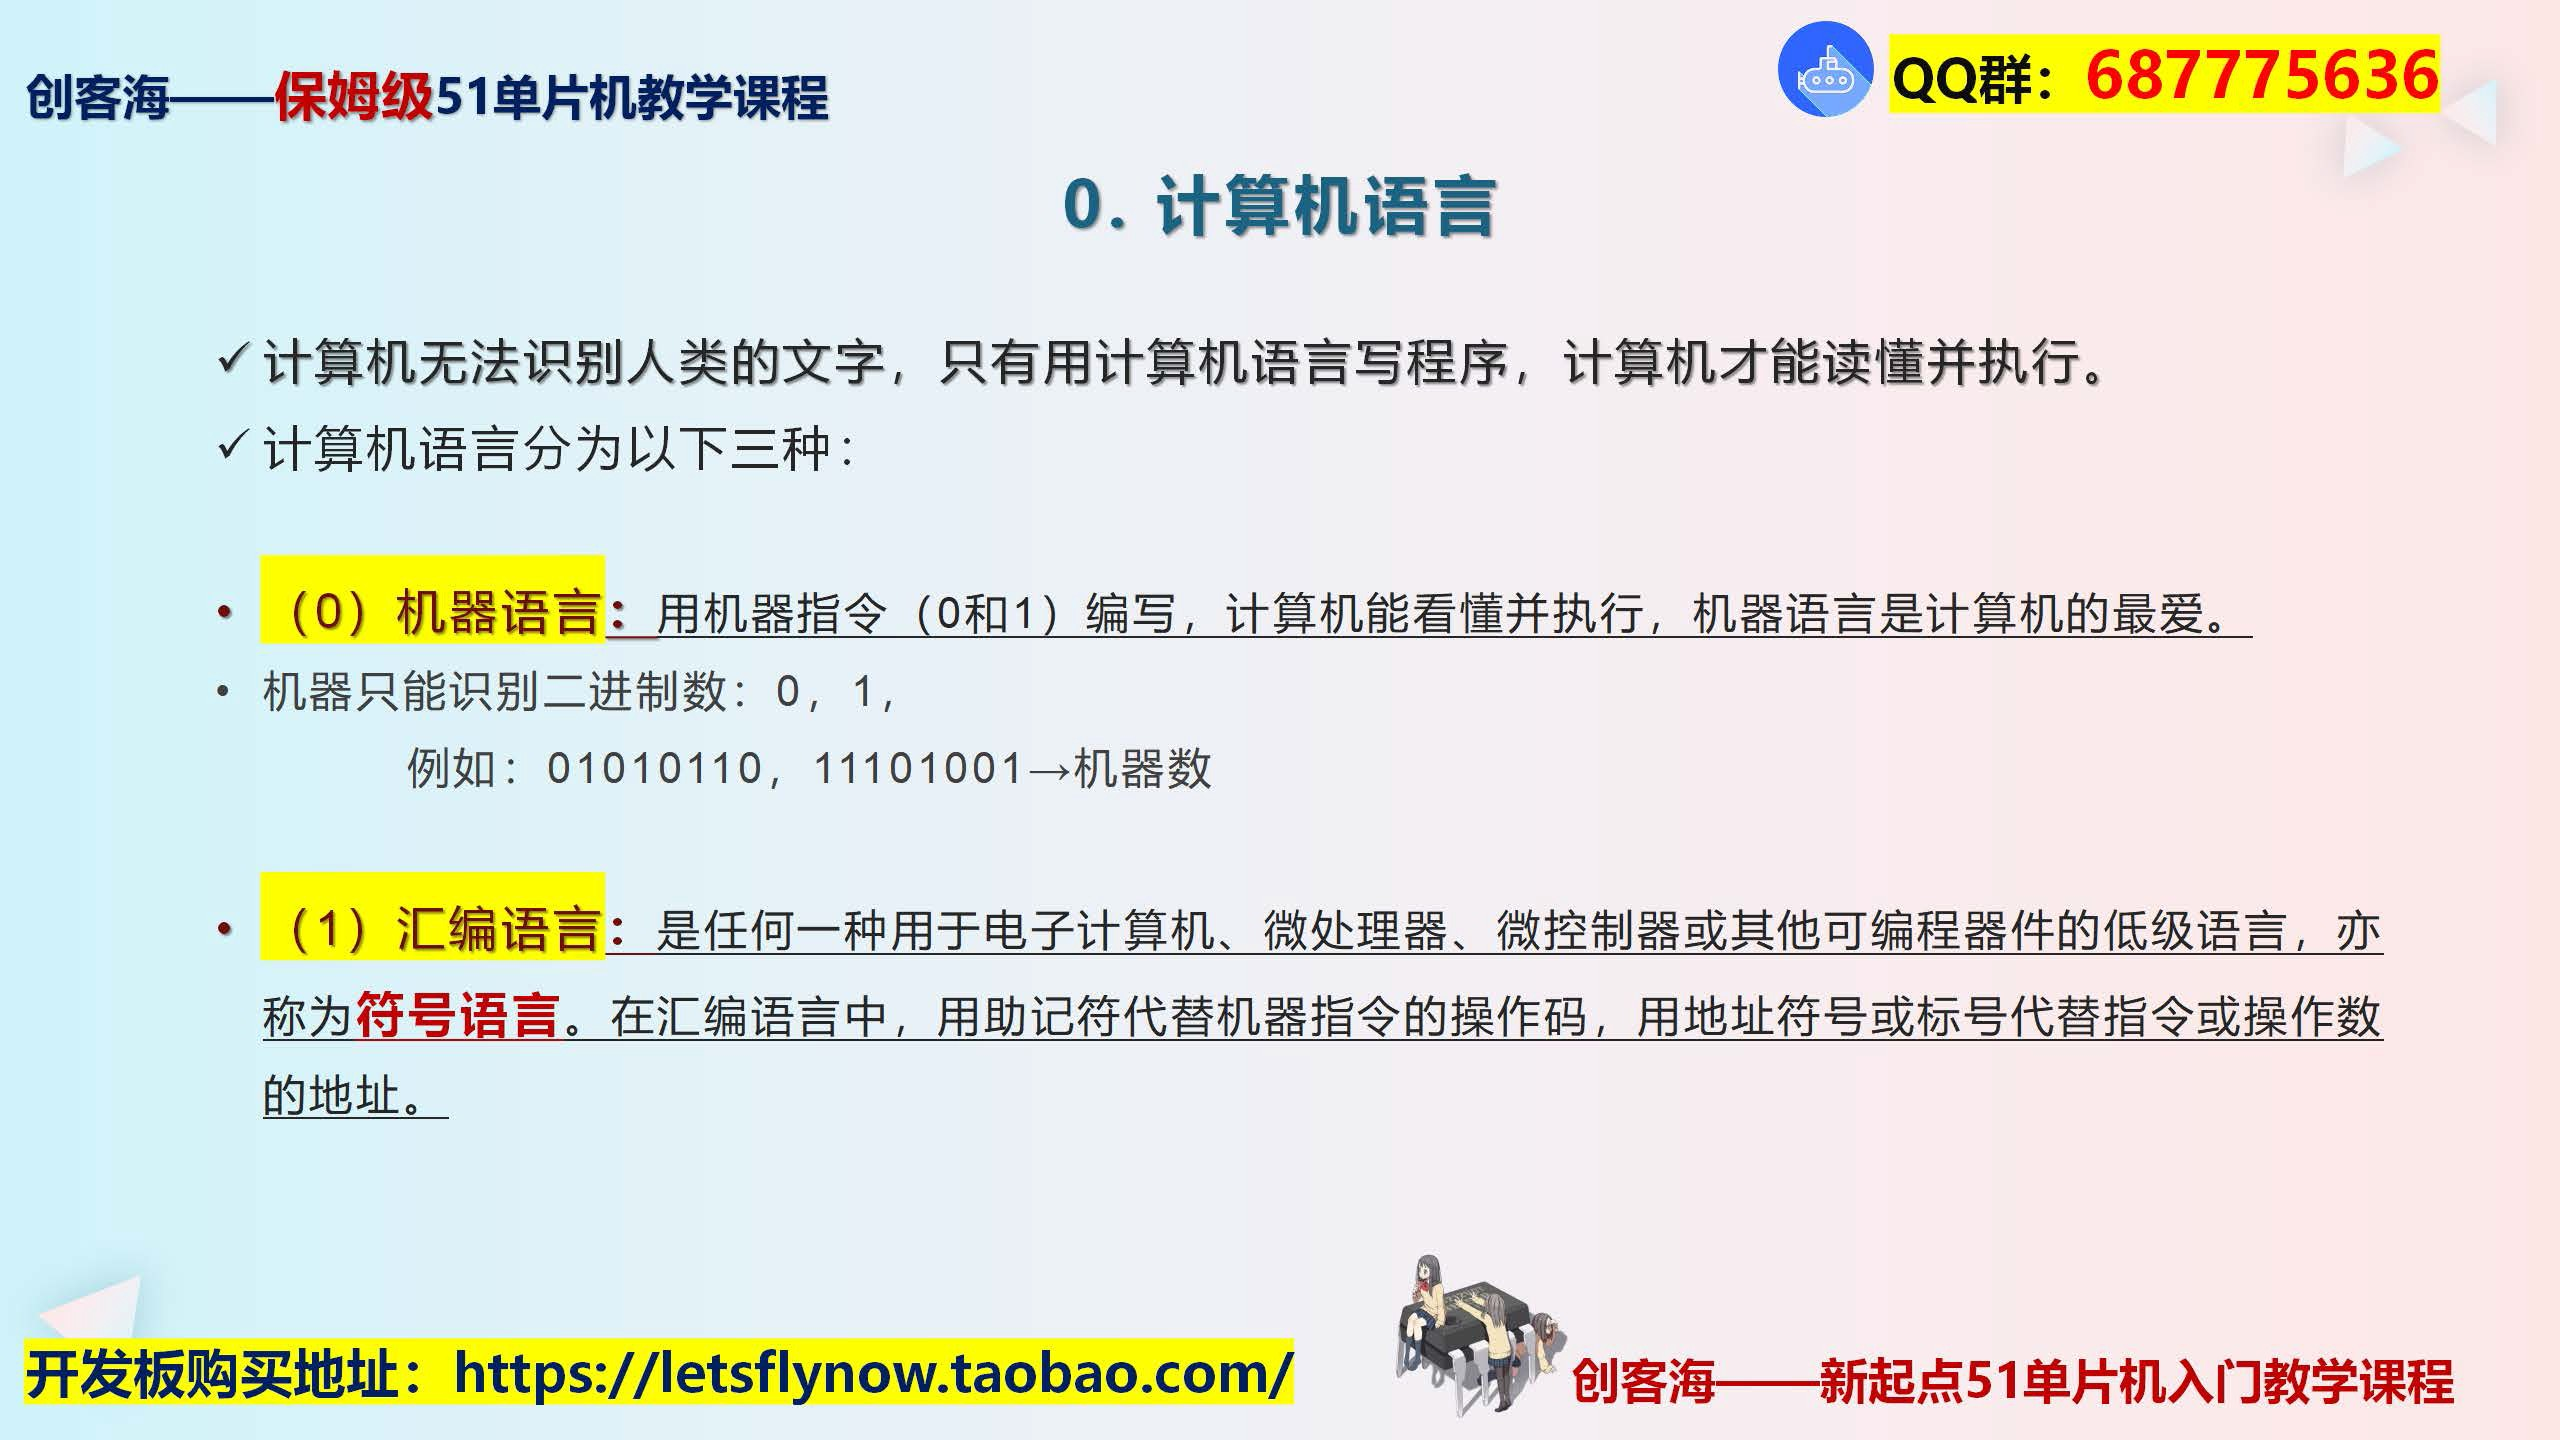 创客海——保姆级51单片机教学课程
QQ群：687775636
0. 计算机语言
✓计算机无法识别人类的文字，只有用计算机语言写程序，计算机才能读懂并执行。
✓计算机语言分为以下三种：
• （0）机器语言：用机器指令（0和1）编写，计算机能看懂并执行，机器语言是计算机的最爱。
• 机器只能识别二进制数：0，1，
例如：01010110，11101001→机器数
• （1）汇编语言：是任何一种用于电子计算机、微处理器、微控制器或其他可编程器件的低级语言，亦
称为符号语言。在汇编语言中，用助记符代替机器指令的操作码，用地址符号或标号代替指令或操作数
的地址。
开发板购买地址：https://letsflynow.taobao.com/
创客海——新起点51单片机入门教学课程